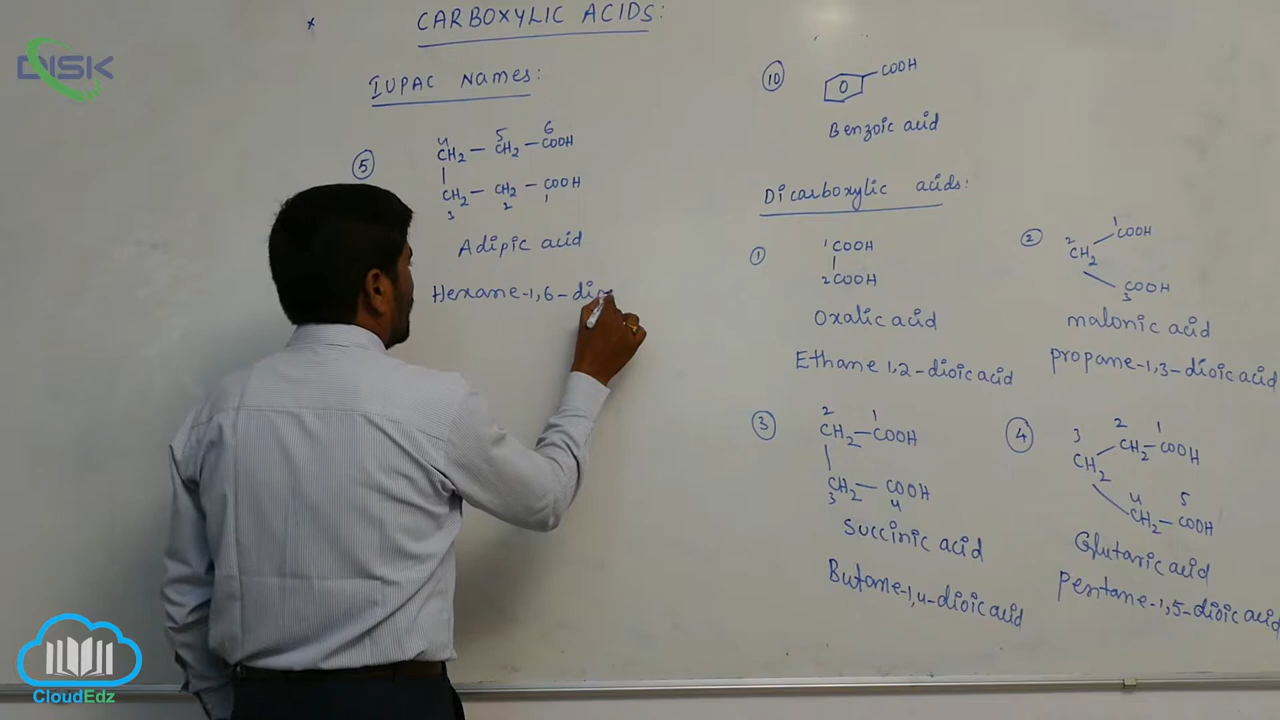 DISK
CARBOXYLIC ACIDS:
IUPAC Names:
5
4 5 6
CH2 — CH2 — COOH
|
CH2 — CH2 — COOH
3 2 1
Adipic acid
Hexane-1,6-dio
10
COOH
Benzoic acid
Dicarboxylic acids:
1
1 COOH
|
2 COOH
Oxalic acid
Ethane 1,2-dioic acid
2
1
COOH
2
CH2
COOH
3
malonic acid
propane-1,3-dioic acid
3
2 1
CH2 — COOH
|
CH2 — COOH
3 4
Succinic acid
Butane-1,4-dioic acid
4
2 1
CH2 — COOH
3
CH2
4 5
CH2 — COOH
Glutaric acid
Pentane-1,5-dioic acid
CloudEdz